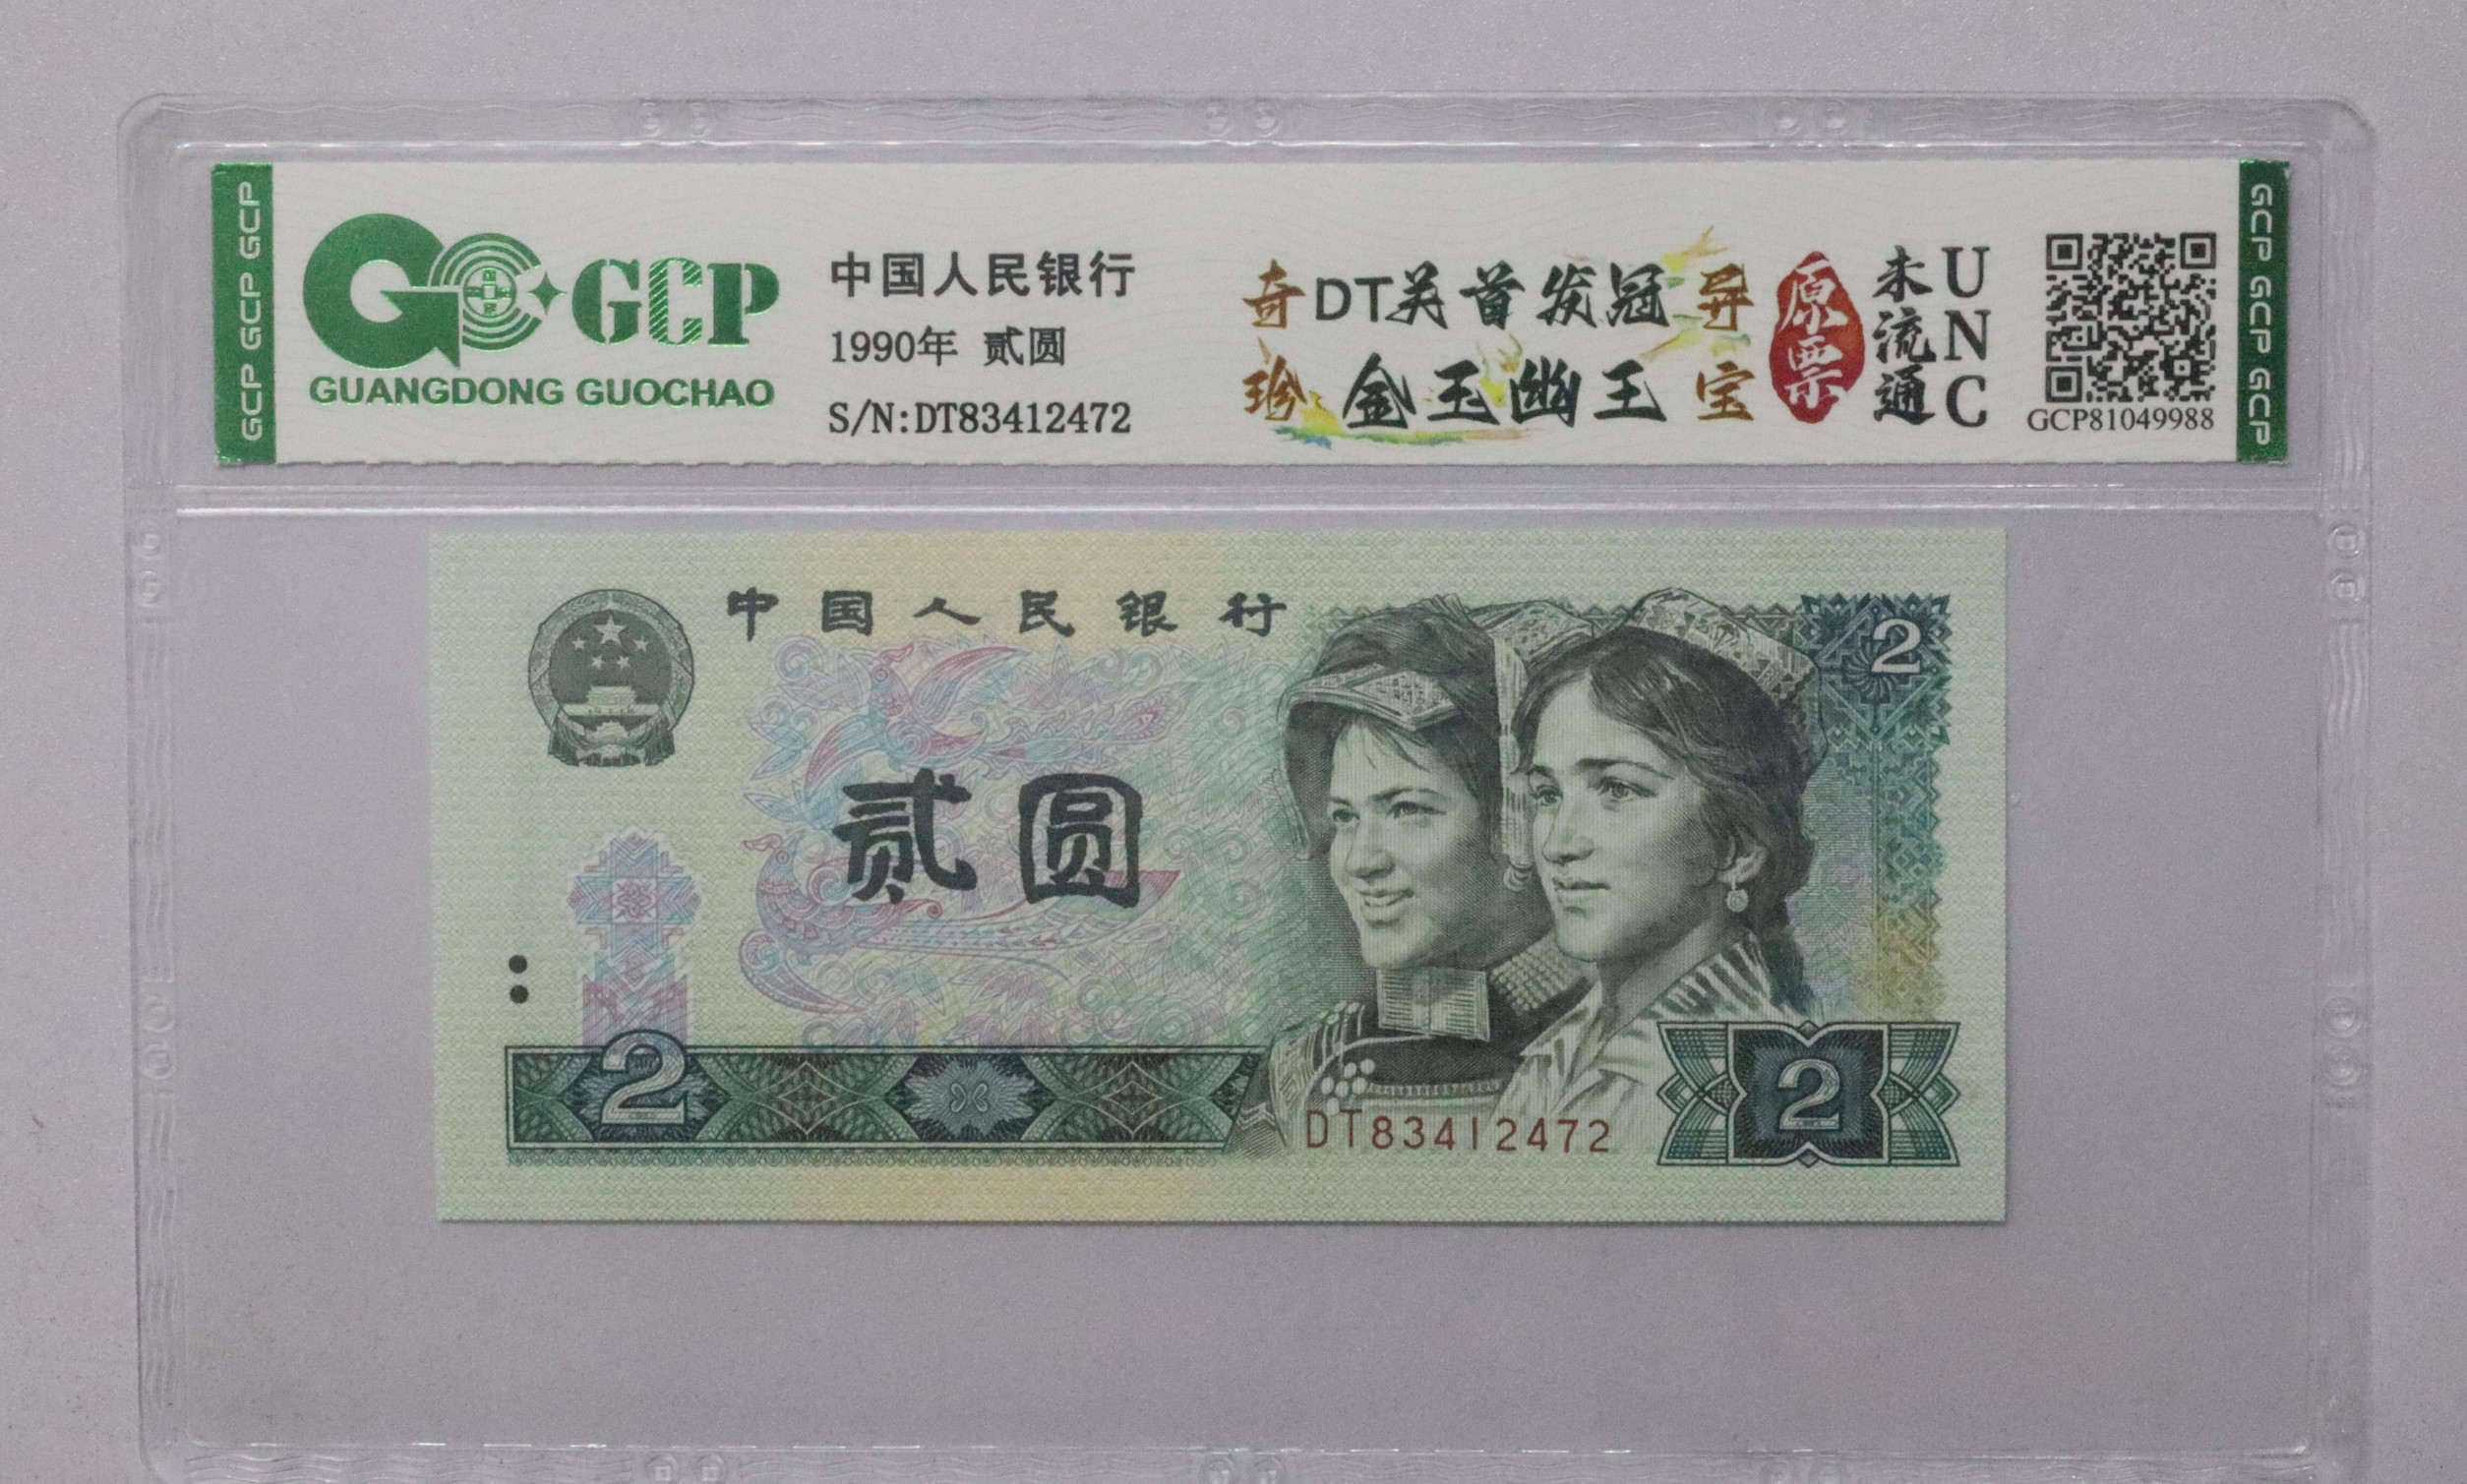 GCP GCP GCP
GCP
GUANGDONG GUOCHAO
中国人民银行
1990年 贰圆
S/N:DT83412472
奇DT关首发冠异
珍金玉幽王宝
原票
未流通
UNC
GCP81049988
GCP GCP GCP
中国人民银行
2
贰圆
2
DT83412472
2